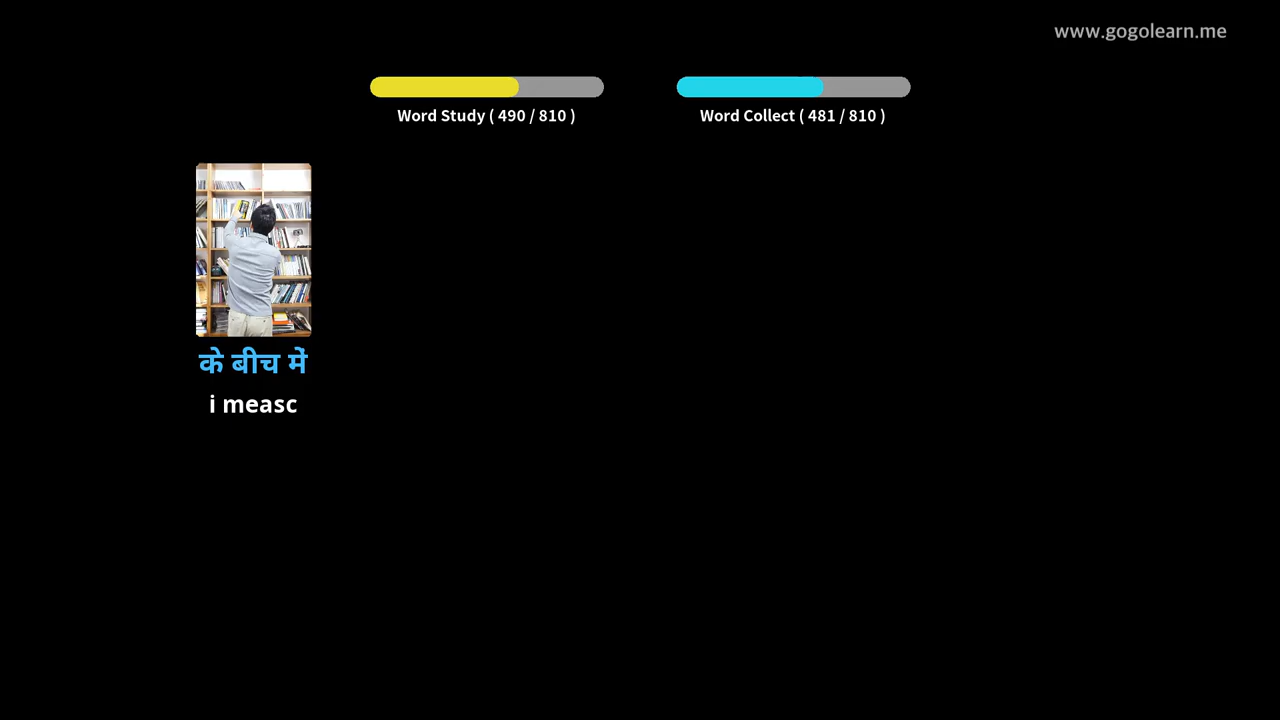 www.gogolearn.me
Word Study ( 490 / 810 )
Word Collect ( 481 / 810 )
के बीच में
i measc